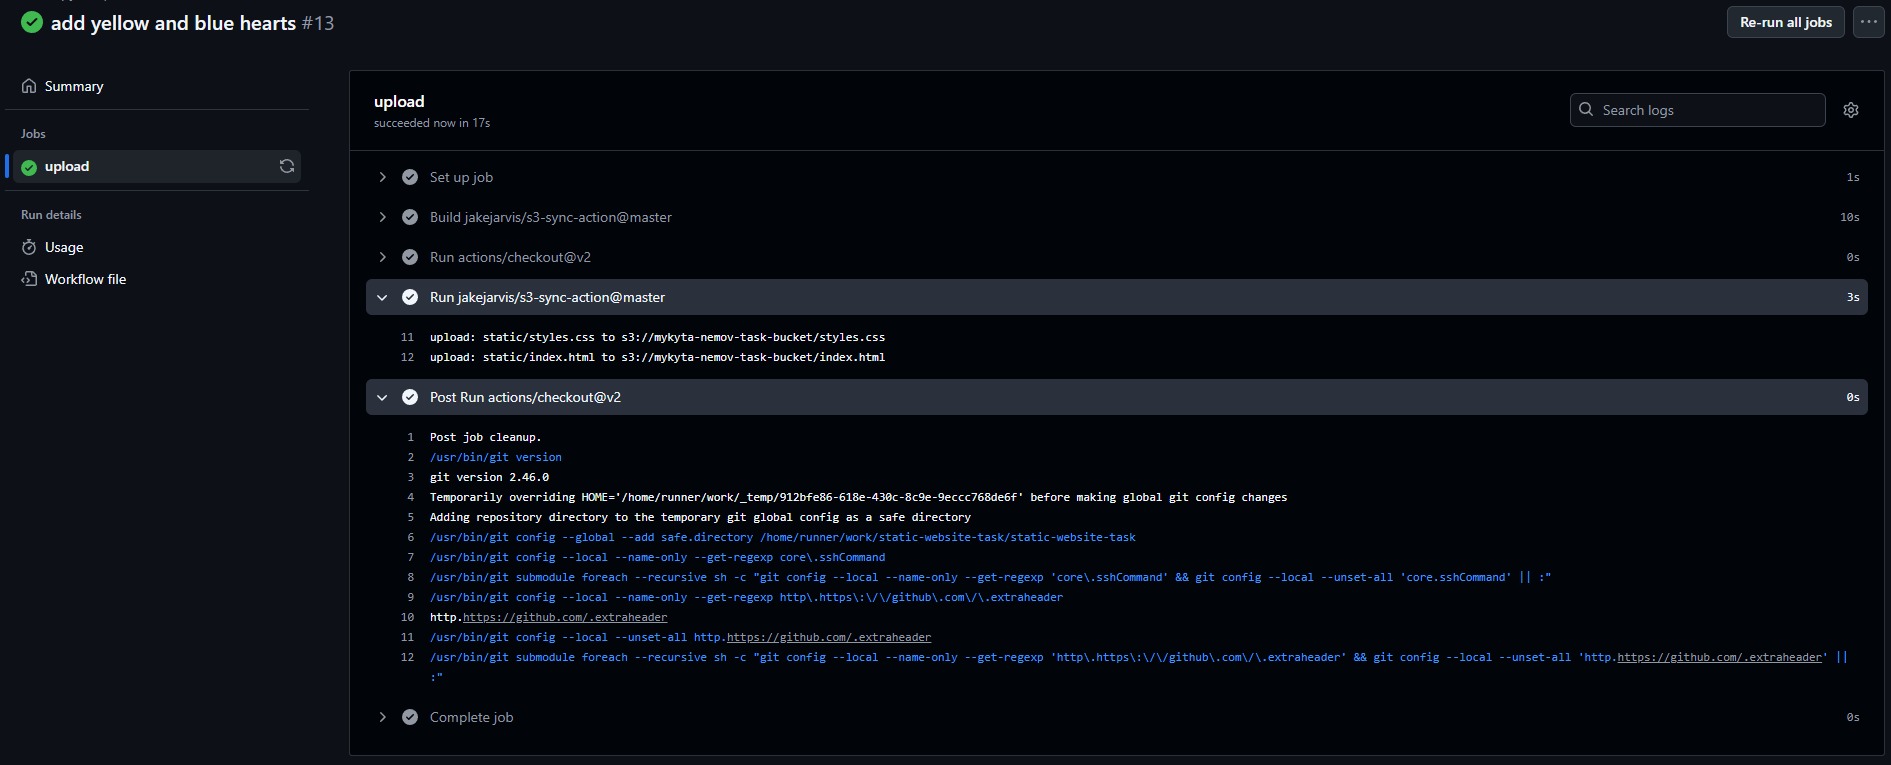 add yellow and blue hearts #13
Re-run all jobs
Summary
Jobs
upload
Run details
Usage
Workflow file
upload
succeeded now in 17s
Search logs
Set up job 1s
Build jakejarvis/s3-sync-action@master 10s
Run actions/checkout@v2 0s
Run jakejarvis/s3-sync-action@master 3s
11 upload: static/styles.css to s3://mykyta-nemov-task-bucket/styles.css
12 upload: static/index.html to s3://mykyta-nemov-task-bucket/index.html
Post Run actions/checkout@v2 0s
1 Post job cleanup.
2 /usr/bin/git version
3 git version 2.46.0
4 Temporarily overriding HOME='/home/runner/work/_temp/912bfe86-618e-430c-8c9e-9eccc768de6f' before making global git config changes
5 Adding repository directory to the temporary git global config as a safe directory
6 /usr/bin/git config --global --add safe.directory /home/runner/work/static-website-task/static-website-task
7 /usr/bin/git config --local --name-only --get-regexp core\.sshCommand
8 /usr/bin/git submodule foreach --recursive sh -c "git config --local --name-only --get-regexp 'core\.sshCommand' && git config --local --unset-all 'core.sshCommand' || :"
9 /usr/bin/git config --local --name-only --get-regexp http\.https\:\/\/github\.com\/\.extraheader
10 http.https://github.com/.extraheader
11 /usr/bin/git config --local --unset-all http.https://github.com/.extraheader
12 /usr/bin/git submodule foreach --recursive sh -c "git config --local --name-only --get-regexp 'http\.https\:\/\/github\.com\/\.extraheader' && git config --local --unset-all 'http.https://github.com/.extraheader' ||
:"
Complete job 0s